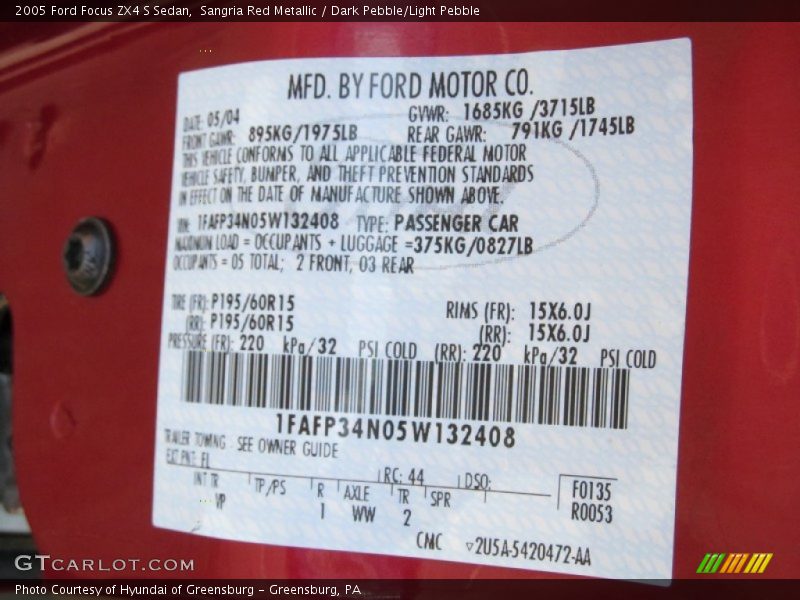 2005 Ford Focus ZX4 S Sedan, Sangria Red Metallic / Dark Pebble/Light Pebble
MFD. BY FORD MOTOR CO.
DATE: 05/04 GVWR: 1685KG /3715LB
FRONT GAWR: 895KG/1975LB REAR GAWR: 791KG /1745LB
THIS VEHICLE CONFORMS TO ALL APPLICABLE FEDERAL MOTOR
VEHICLE SAFETY, BUMPER, AND THEFT PREVENTION STANDARDS
IN EFFECT ON THE DATE OF MANUFACTURE SHOWN ABOVE.
VIN: 1FAFP34N05W132408 TYPE: PASSENGER CAR
MAXIMUM LOAD = OCCUPANTS + LUGGAGE =375KG/0827LB
OCCUPANTS = 05 TOTAL; 2 FRONT, 03 REAR
TIRE (FR): P195/60R15 RIMS (FR): 15X6.0J
(RR): P195/60R15 (RR): 15X6.0J
PRESSURE (FR): 220 kPa/32 PSI COLD (RR): 220 kPa/32 PSI COLD
1FAFP34N05W132408
TRAILER TOWING - SEE OWNER GUIDE
EXT PNT: FL RC: 44 DSO: F0135
INT TR TP/PS R AXLE TR SPR R0053
VP 1 WW 2
CMC ▽2U5A-5420472-AA
GTCARLOT.COM
Photo Courtesy of Hyundai of Greensburg – Greensburg, PA